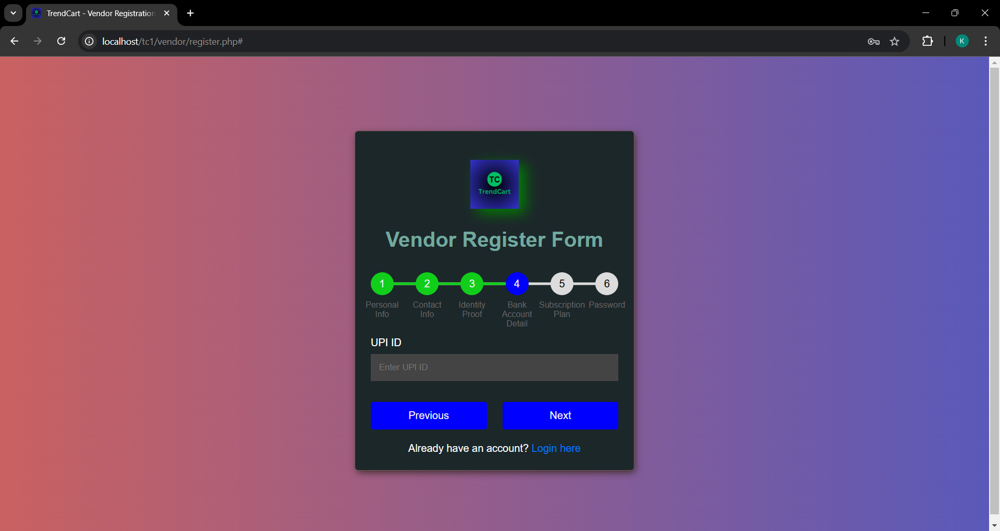 TrendCart - Vendor Registration
localhost/tc1/vendor/register.php#
K
TC
TrendCart
Vendor Register Form
1 2 3 4 5 6
Personal Info
Contact Info
Identity Proof
Bank Account Detail
Subscription Plan
Password
UPI ID
Enter UPI ID
Previous
Next
Already have an account? Login here